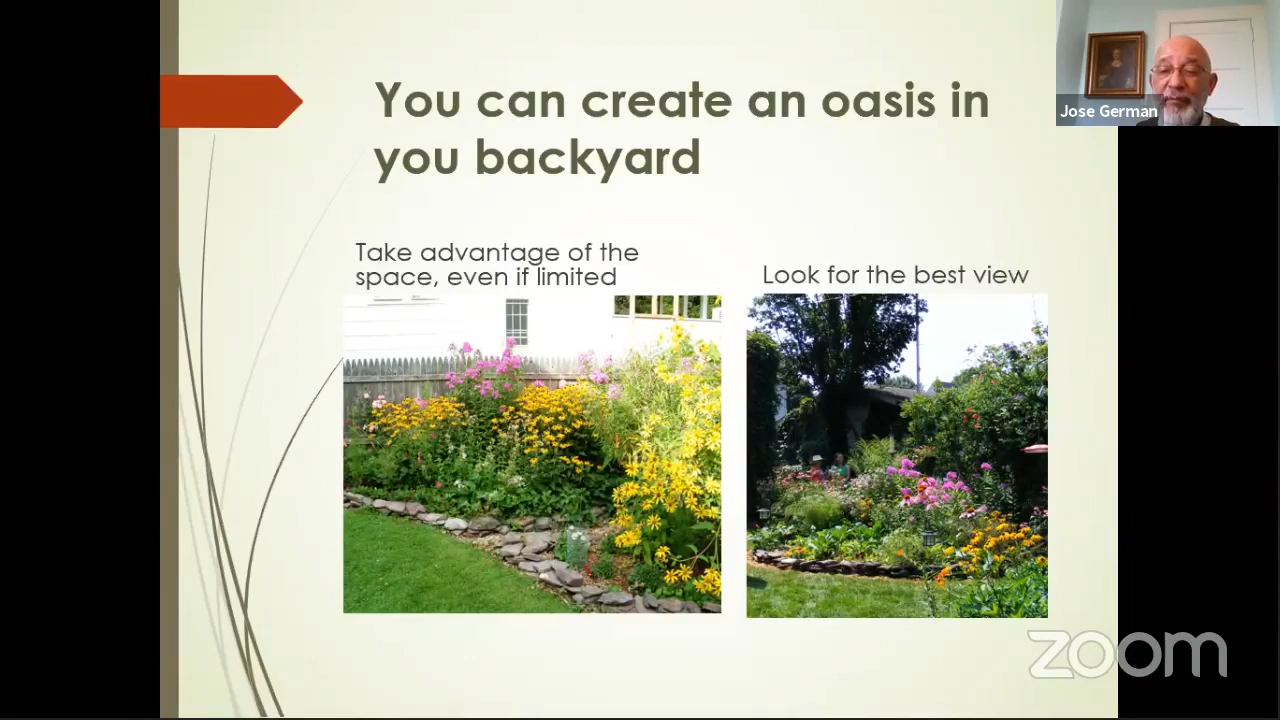 You can create an oasis in
you backyard
Jose German
Take advantage of the
space, even if limited
Look for the best view
zoom